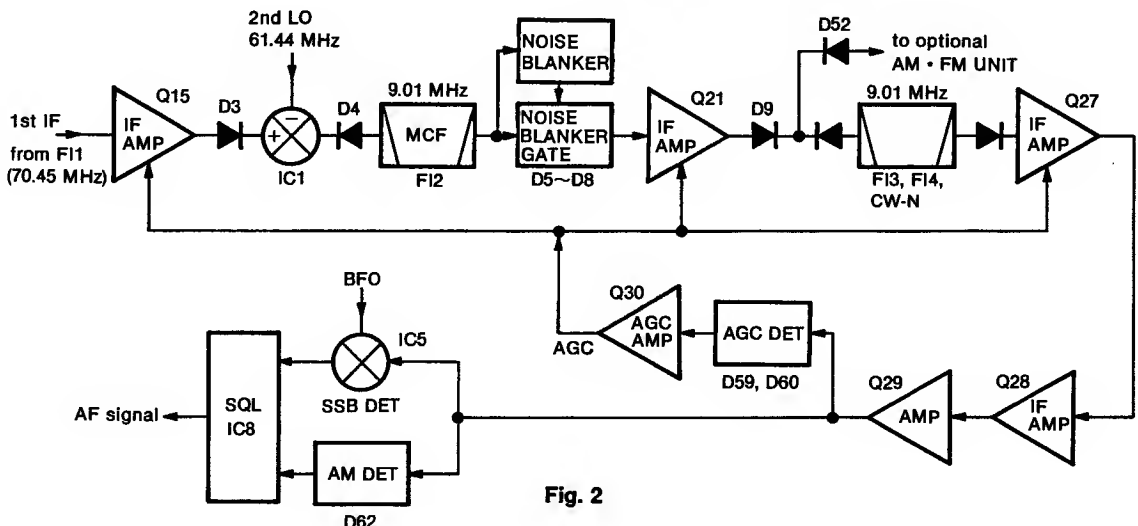 2nd LO
61.44 MHz
NOISE
BLANKER
D52
to optional
AM • FM UNIT
Q15
D3
D4
9.01 MHz
Q21
D9
9.01 MHz
Q27
1st IF
from FI1
(70.45 MHz)
IF
AMP
+ −
IC1
MCF
FI2
NOISE
BLANKER
GATE
D5～D8
IF
AMP
FI3, FI4,
CW-N
IF
AMP
BFO
Q30
AGC
AGC
AMP
AGC DET
D59, D60
IC5
SSB DET
Q29
AMP
Q28
IF
AMP
AF signal
SQL
IC8
AM DET
D62
Fig. 2